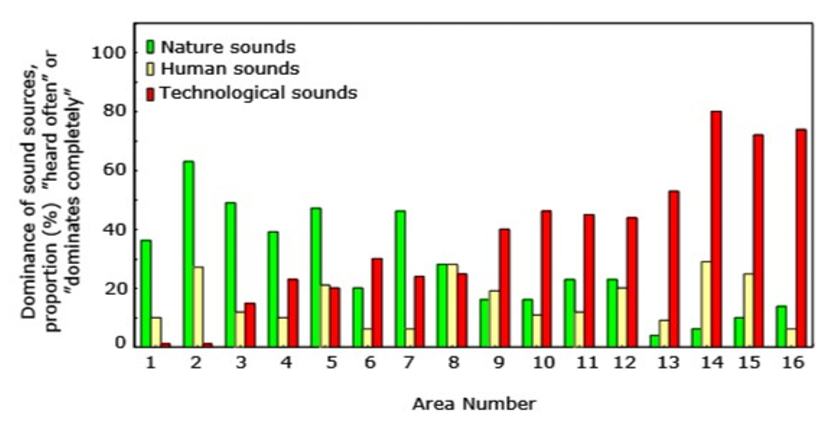 Dominance of sound sources,
proportion (%) "heard often" or
"dominates completely"
100
80
60
40
20
0
Nature sounds
Human sounds
Technological sounds
1 2 3 4 5 6 7 8 9 10 11 12 13 14 15 16
Area Number